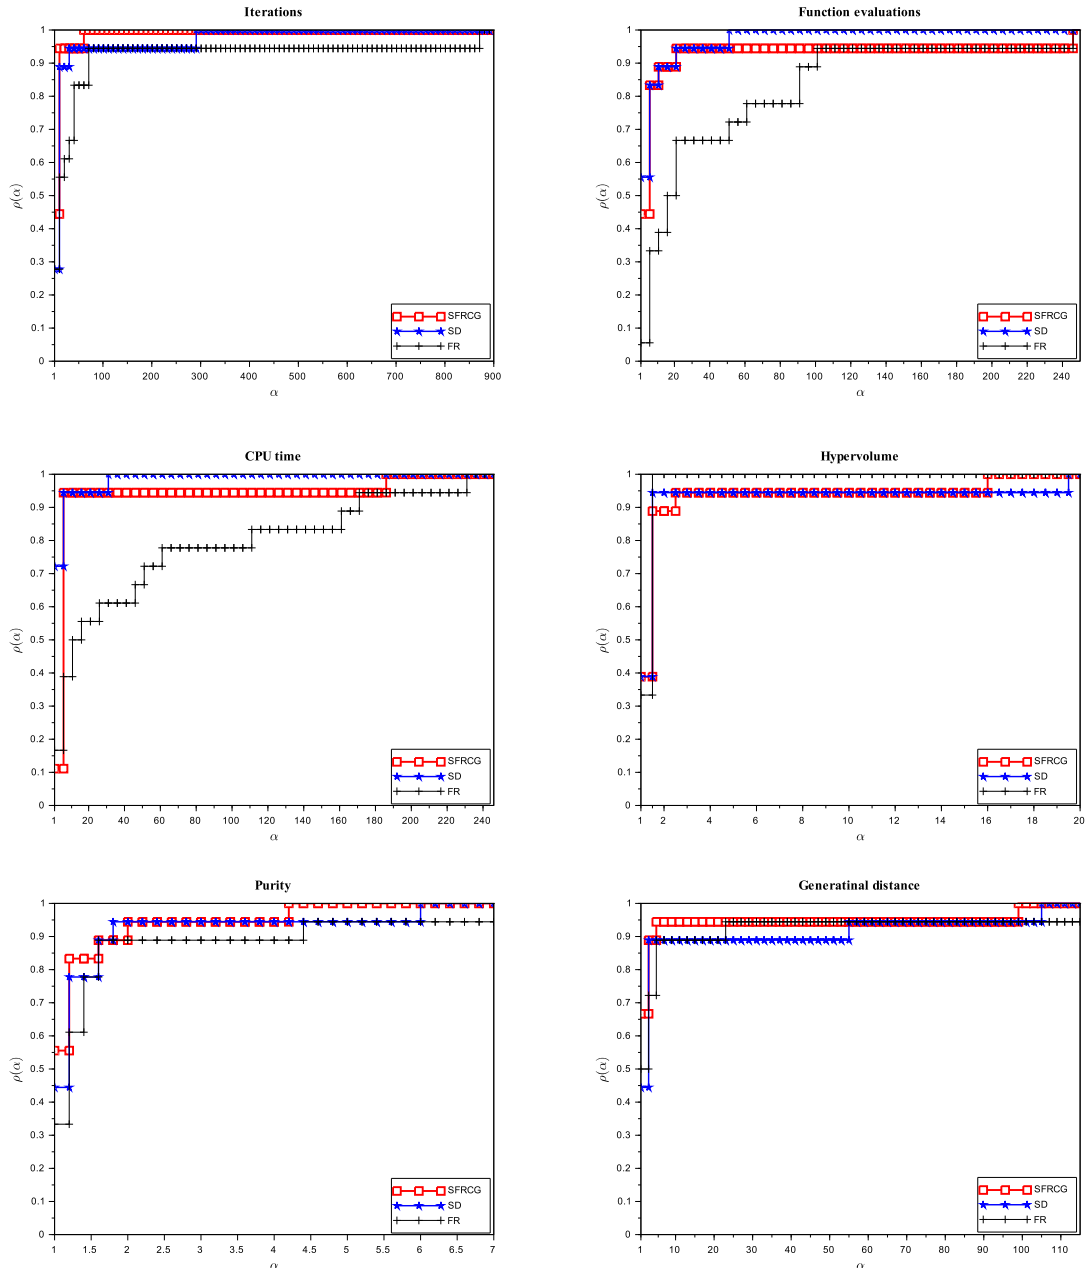 Iterations
1
0.9
0.8
0.7
0.6
0.5
0.4
0.3
0.2
0.1
0
ρ(α)
SFRCG
SD
FR
1 100 200 300 400 500 600 700 800 900
α
Function evaluations
1
0.9
0.8
0.7
0.6
0.5
0.4
0.3
0.2
0.1
0
ρ(α)
SFRCG
SD
FR
1 20 40 60 80 100 120 140 160 180 200 220 240
α
CPU time
1
0.9
0.8
0.7
0.6
0.5
0.4
0.3
0.2
0.1
0
ρ(α)
SFRCG
SD
FR
1 20 40 60 80 100 120 140 160 180 200 220 240
α
Hypervolume
1
0.9
0.8
0.7
0.6
0.5
0.4
0.3
0.2
0.1
0
ρ(α)
SFRCG
SD
FR
1 2 4 6 8 10 12 14 16 18 20
α
Purity
1
0.9
0.8
0.7
0.6
0.5
0.4
0.3
0.2
0.1
0
ρ(α)
SFRCG
SD
FR
1 1.5 2 2.5 3 3.5 4 4.5 5 5.5 6 6.5 7
α
Generatinal distance
1
0.9
0.8
0.7
0.6
0.5
0.4
0.3
0.2
0.1
0
ρ(α)
SFRCG
SD
FR
1 10 20 30 40 50 60 70 80 90 100 110
α